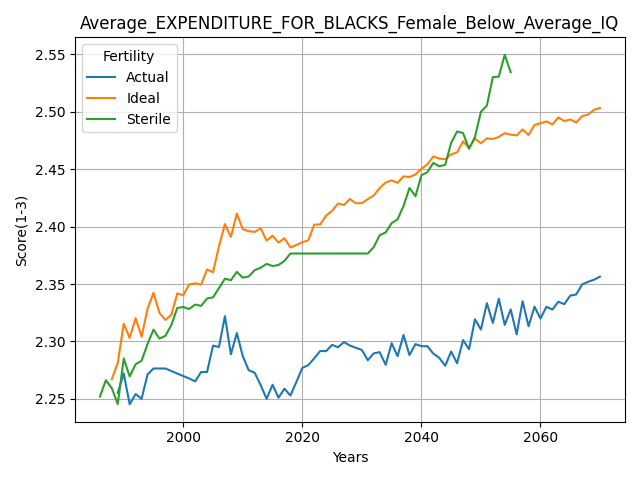 Average_EXPENDITURE_FOR_BLACKS_Female_Below_Average_IQ
Fertility
Actual
Ideal
Sterile
2.55
2.50
2.45
2.40
2.35
2.30
2.25
Score(1-3)
2000
2020
2040
2060
Years